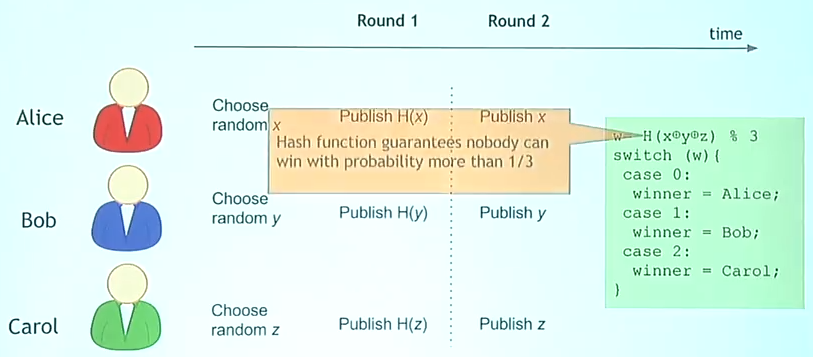 Round 1 Round 2
time
Alice
Choose
random x
Publish H(x)
Publish x
Hash function guarantees nobody can
win with probability more than 1/3
Bob
Choose
random y
Publish H(y)
Publish y
Carol
Choose
random z
Publish H(z)
Publish z
w= H(x⊕y⊕z) % 3
switch (w){
case 0:
winner = Alice;
case 1:
winner = Bob;
case 2:
winner = Carol;
}